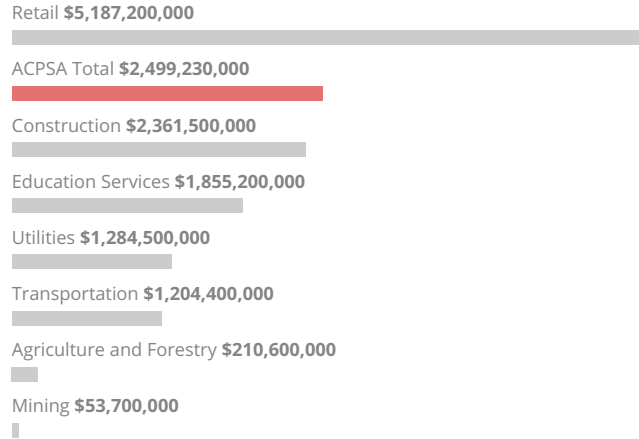 Retail $5,187,200,000
ACPSA Total $2,499,230,000
Construction $2,361,500,000
Education Services $1,855,200,000
Utilities $1,284,500,000
Transportation $1,204,400,000
Agriculture and Forestry $210,600,000
Mining $53,700,000